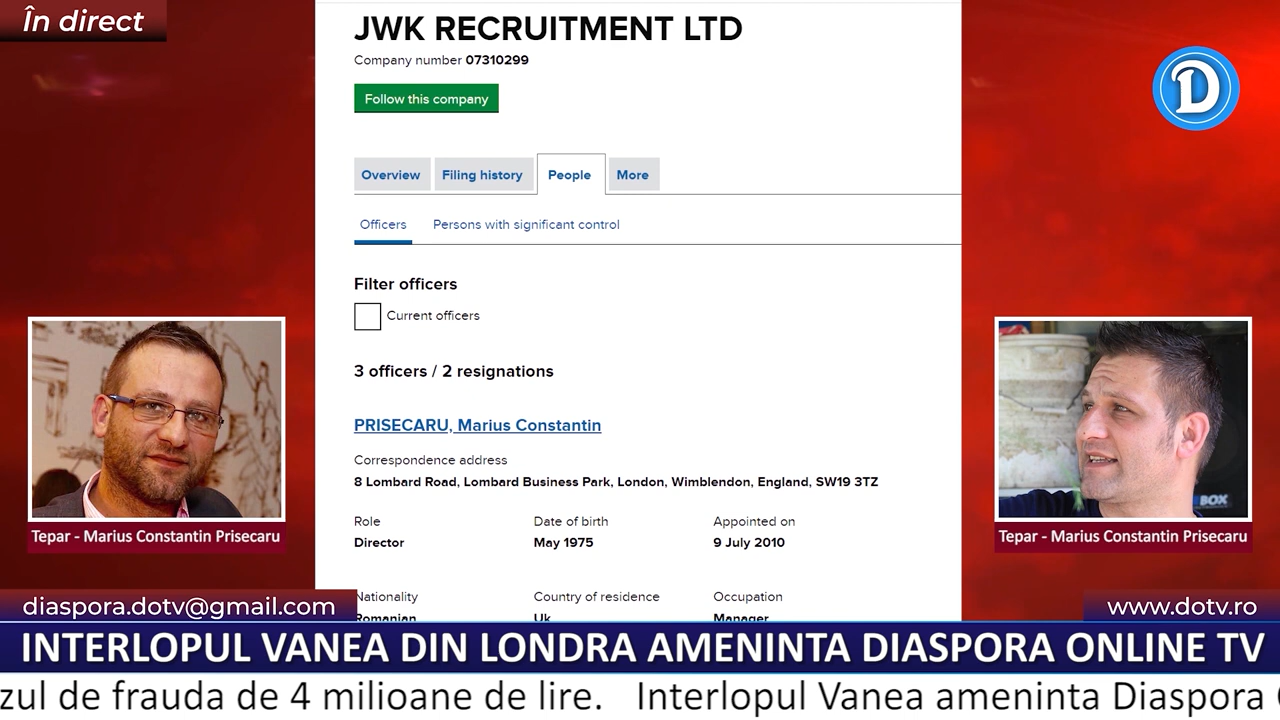 În direct
JWK RECRUITMENT LTD
Company number 07310299
Follow this company
D
Overview Filing history People More
Officers Persons with significant control
Filter officers
Current officers
3 officers / 2 resignations
PRISECARU, Marius Constantin
Correspondence address
8 Lombard Road, Lombard Business Park, London, Wimblendon, England, SW19 3TZ
Role Date of birth Appointed on
Director May 1975 9 July 2010
BOX
Tepar - Marius Constantin Prisecaru
Tepar - Marius Constantin Prisecaru
Nationality Country of residence Occupation
Romanian Uk Manager
diaspora.dotv@gmail.com
www.dotv.ro
INTERLOPUL VANEA DIN LONDRA AMENINTA DIASPORA ONLINE TV
zul de frauda de 4 milioane de lire. Interlopul Vanea ameninta Diaspora